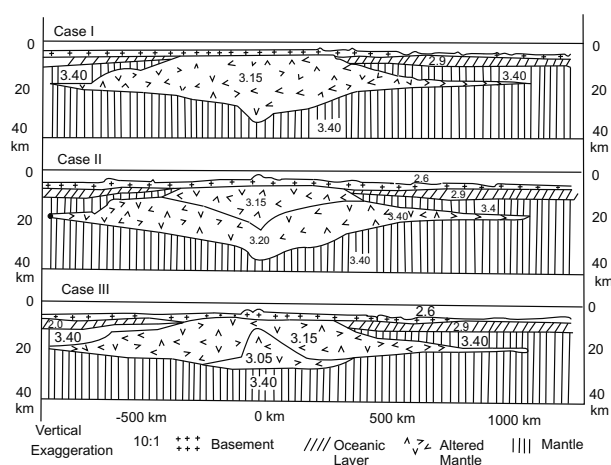 Case I
0 0
3.15 2.9
3.40 3.40
20 20
3.40
40 40
km km
Case II
0 0
2.6
3.15 2.9
3.40 3.4
20 20
3.20
3.40
40 40
km km
Case III
0 0
2.6
2.0 2.9
3.40 3.15 3.40
20 3.05 20
3.40
40 40
km km
-500 km 0 km 500 km 1000 km
Vertical
Exaggeration 10:1 Basement Oceanic Layer Altered Mantle Mantle